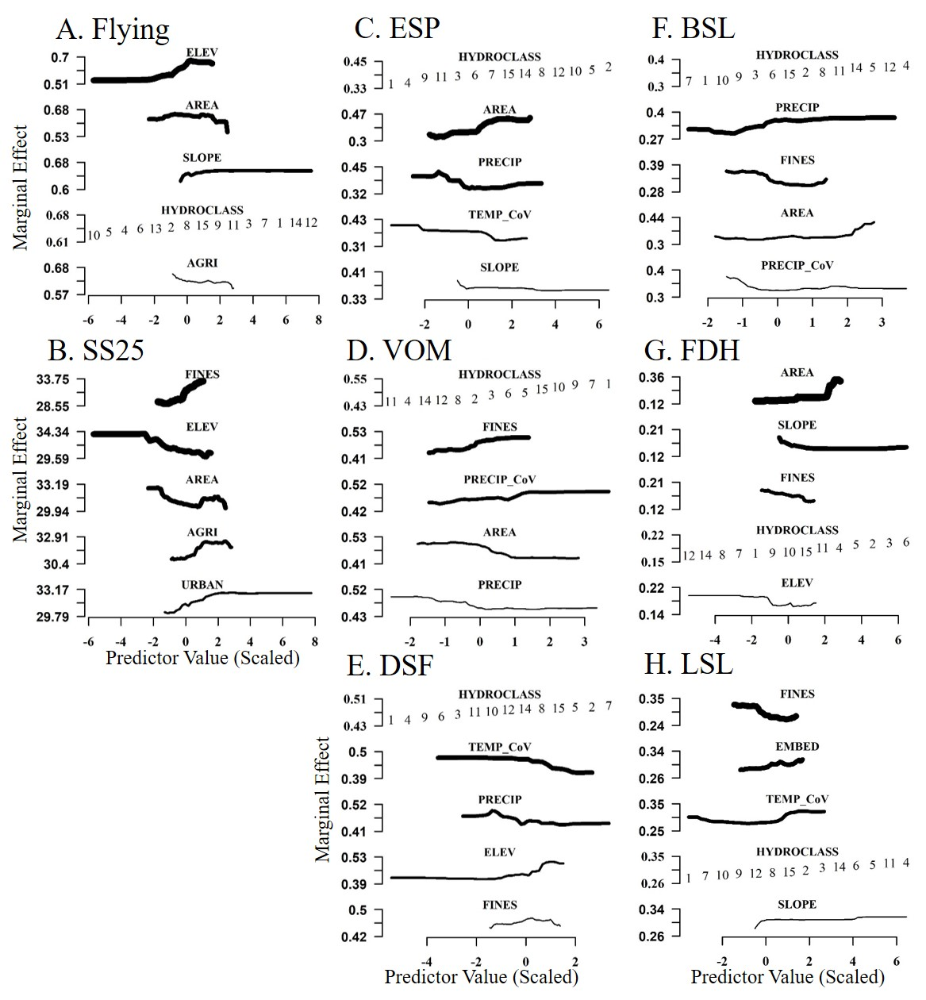 A. Flying
ELEV
0.7
0.51
AREA
0.68
0.53
SLOPE
0.68
0.6
HYDROCLASS
0.68
0.61
10 5 4 6 13 2 8 15 9 11 3 7 1 14 12
AGRI
0.68
0.57
-6 -4 -2 0 2 4 6 8
Marginal Effect
B. SS25
FINES
33.75
28.55
ELEV
34.34
29.59
AREA
33.19
29.94
AGRI
32.91
30.4
URBAN
33.17
29.79
-6 -4 -2 0 2 4 6 8
Predictor Value (Scaled)
Marginal Effect
C. ESP
HYDROCLASS
0.45
0.33
1 4 9 11 3 6 7 15 14 8 12 10 5 2
AREA
0.47
0.3
PRECIP
0.45
0.32
TEMP_CoV
0.43
0.31
SLOPE
0.41
0.33
-2 0 2 4 6
D. VOM
HYDROCLASS
0.55
0.43
11 4 14 12 8 2 3 6 5 15 10 9 7 1
FINES
0.53
0.41
PRECIP_CoV
0.52
0.42
AREA
0.53
0.41
PRECIP
0.52
0.43
-2 -1 0 1 2 3
E. DSF
HYDROCLASS
0.51
0.43
1 4 9 6 3 11 10 12 14 8 15 5 2 7
TEMP_CoV
0.5
0.39
PRECIP
0.52
0.41
ELEV
0.53
0.39
FINES
0.5
0.42
-4 -2 0 2
Predictor Value (Scaled)
Marginal Effect
F. BSL
HYDROCLASS
0.4
0.3
7 1 10 9 3 6 15 2 8 11 14 5 12 4
PRECIP
0.4
0.27
FINES
0.39
0.28
AREA
0.44
0.3
PRECIP_CoV
0.4
0.3
-2 -1 0 1 2 3
G. FDH
AREA
0.36
0.12
SLOPE
0.21
0.12
FINES
0.21
0.12
HYDROCLASS
0.22
0.15
12 14 8 7 1 9 10 15 11 4 5 2 3 6
ELEV
0.22
0.14
-4 -2 0 2 4 6
H. LSL
FINES
0.35
0.24
EMBED
0.34
0.26
TEMP_CoV
0.35
0.25
HYDROCLASS
0.35
0.26
1 7 10 9 12 8 15 2 3 14 6 5 11 4
SLOPE
0.34
0.26
-2 0 2 4 6
Predictor Value (Scaled)